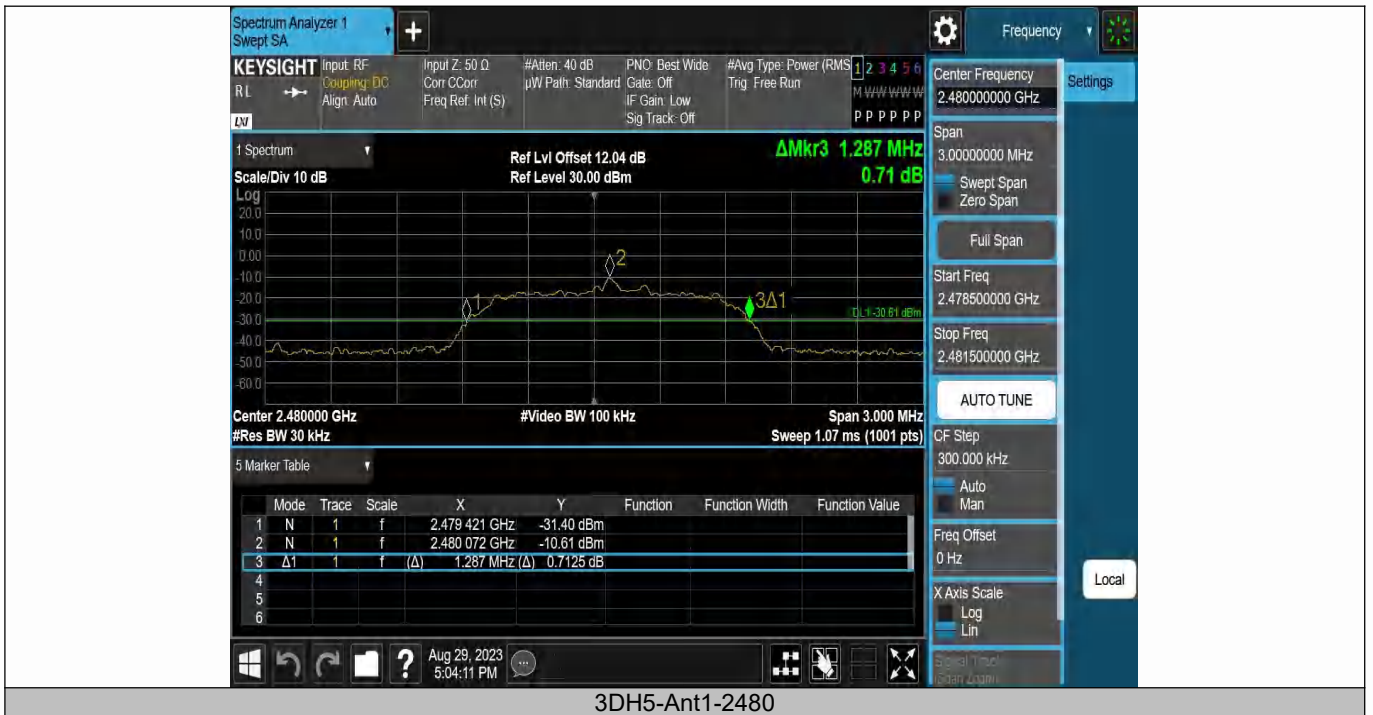 Spectrum Analyzer 1
Swept SA
+
Frequency
KEYSIGHT
RL
LXI
Input: RF
Coupling: DC
Align: Auto
Input Z: 50 Ω
Corr CCorr
Freq Ref: Int (S)
#Atten: 40 dB
µW Path: Standard
PNO: Best Wide
Gate: Off
IF Gain: Low
Sig Track: Off
#Avg Type: Power (RMS
Trig: Free Run
1 2 3 4 5 6
M W W W W W
P P P P P P
1 Spectrum
Scale/Div 10 dB
Log
Ref Lvl Offset 12.04 dB
Ref Level 30.00 dBm
ΔMkr3 1.287 MHz
0.71 dB
20.0
10.0
0.00
-10.0
-20.0
-30.0
-40.0
-50.0
-60.0
1
2
3Δ1
DL1 -30.61 dBm
Center 2.480000 GHz
#Res BW 30 kHz
#Video BW 100 kHz
Span 3.000 MHz
Sweep 1.07 ms (1001 pts)
5 Marker Table
Mode Trace Scale X Y Function Function Width Function Value
1 N 1 f 2.479 421 GHz -31.40 dBm
2 N 1 f 2.480 072 GHz -10.61 dBm
3 Δ1 1 f (Δ) 1.287 MHz (Δ) 0.7125 dB
4
5
6
?
Aug 29, 2023
5:04:11 PM
Center Frequency
2.480000000 GHz
Settings
Span
3.00000000 MHz
Swept Span
Zero Span
Full Span
Start Freq
2.478500000 GHz
Stop Freq
2.481500000 GHz
AUTO TUNE
CF Step
300.000 kHz
Auto
Man
Freq Offset
0 Hz
X Axis Scale
Log
Lin
Signal Track
(Span Zoom)
Local
3DH5-Ant1-2480